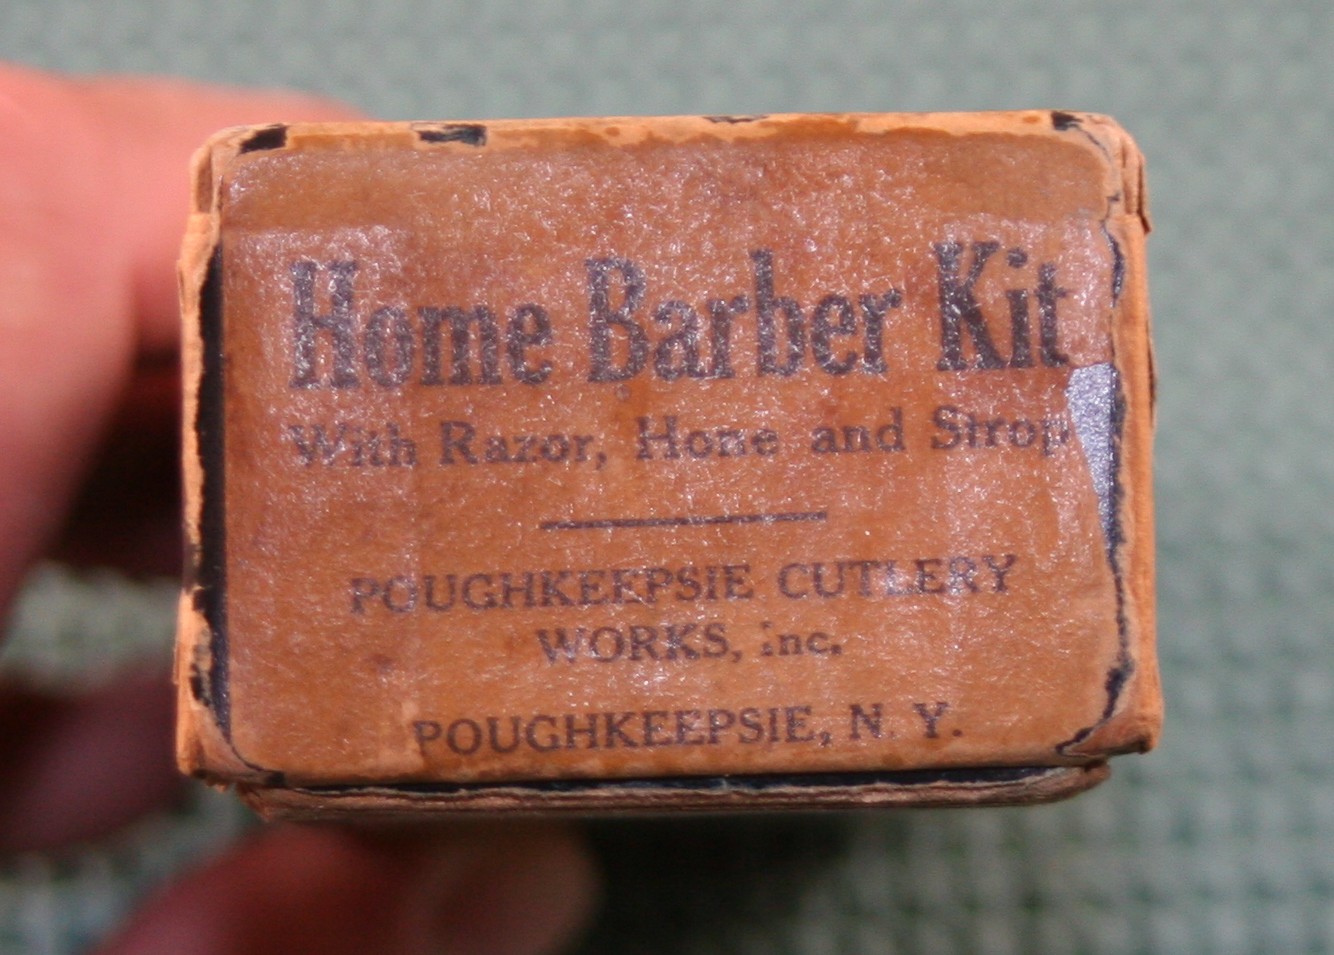 Home Barber Kit
With Razor, Hone and Strop
POUGHKEEPSIE CUTLERY
WORKS, Inc.
POUGHKEEPSIE, N. Y.